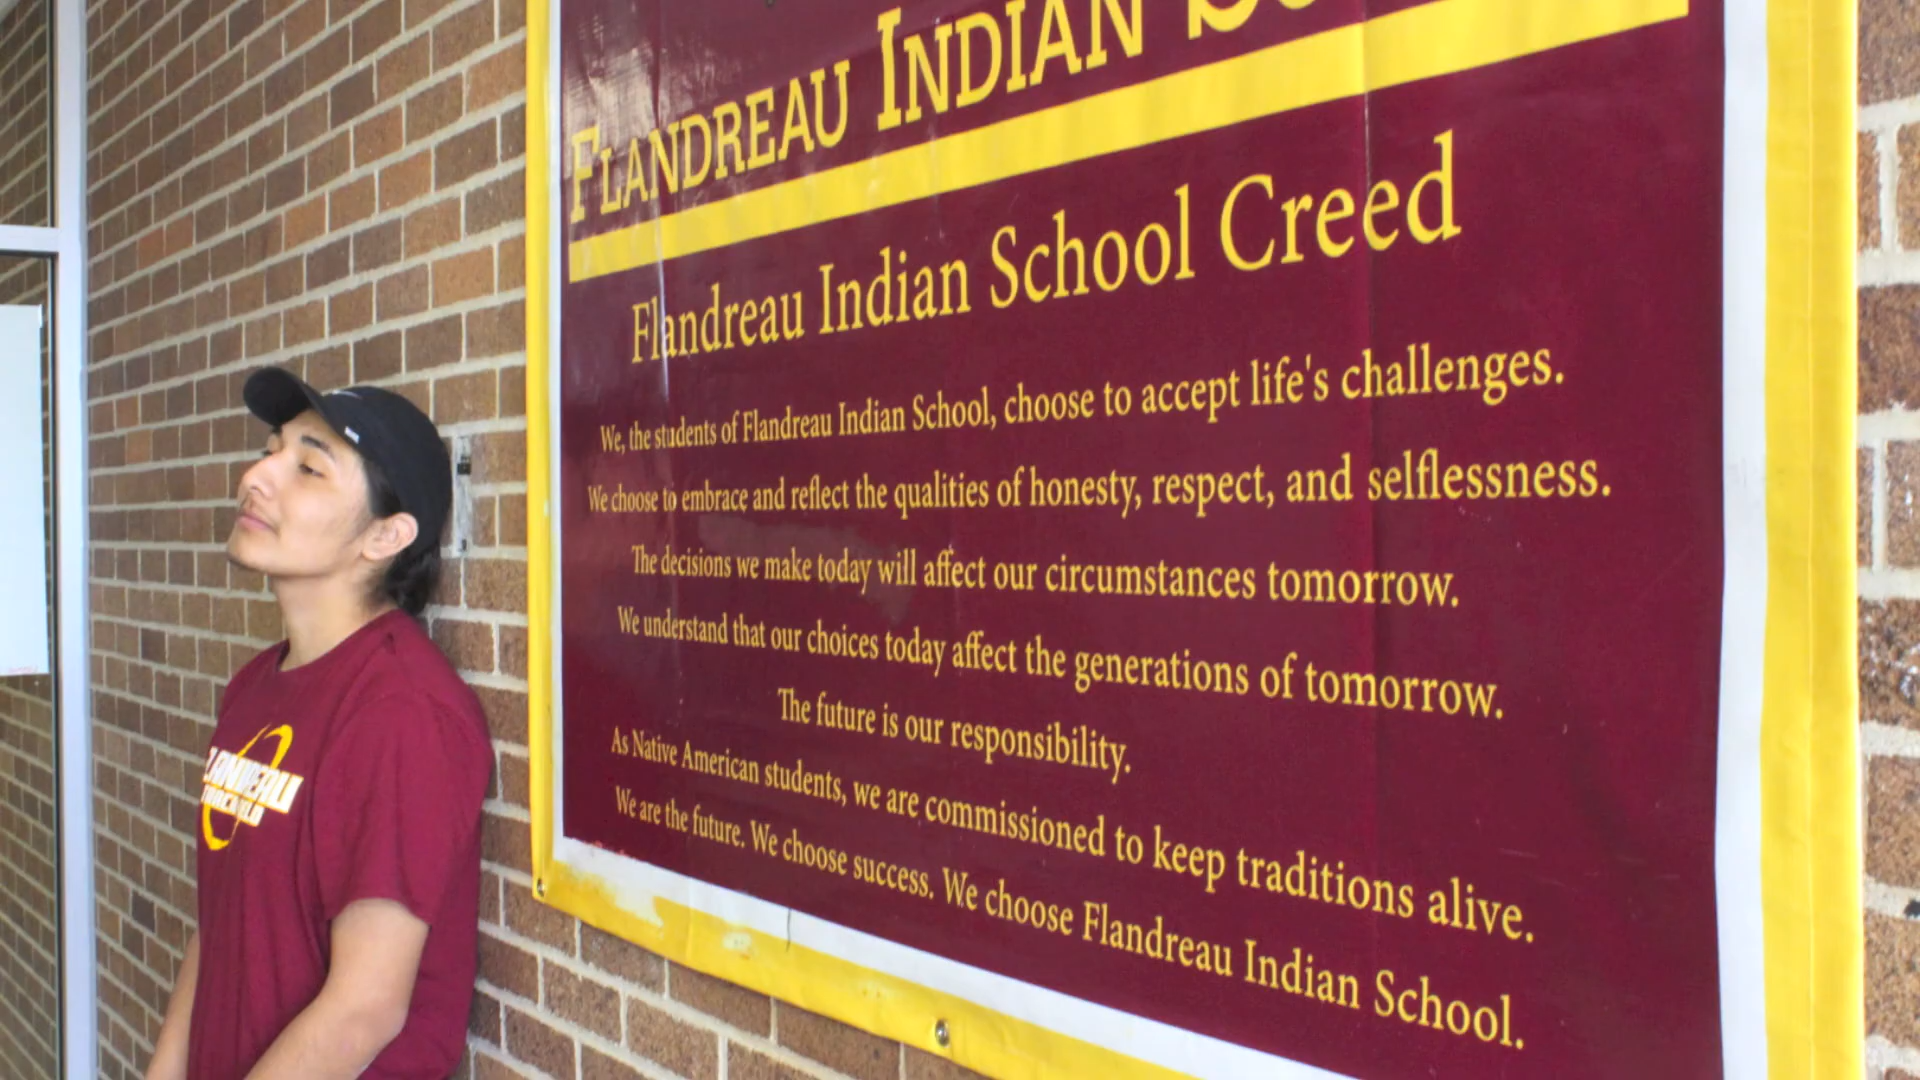 FLANDREAU INDIAN
Flandreau Indian School Creed
We, the students of Flandreau Indian School, choose to accept life's challenges.
We choose to embrace and reflect the qualities of honesty, respect, and selflessness.
The decisions we make today will affect our circumstances tomorrow.
We understand that our choices today affect the generations of tomorrow.
The future is our responsibility.
As Native American students, we are commissioned to keep traditions alive.
We are the future. We choose success. We choose Flandreau Indian School.